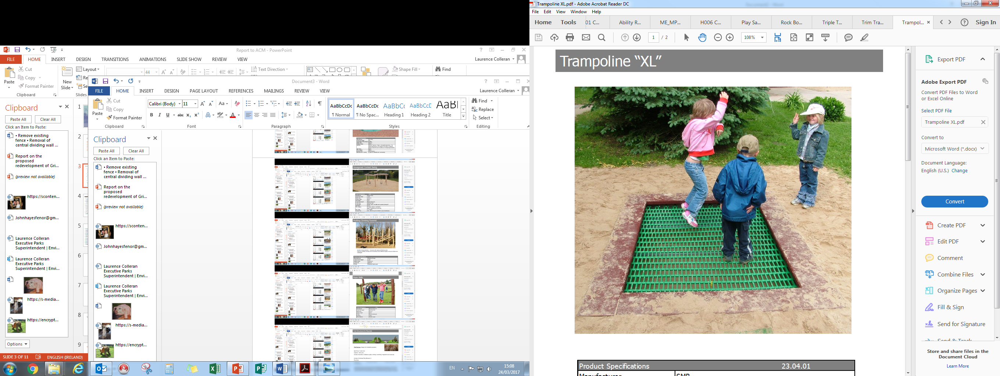 Trampoline XL.pdf - Adobe Acrobat Reader DC
File Edit View Window Help
Home Tools 01 C... Ability R... ME_MP... H006 C... Play Sa... Rock Bo... Triple T... Trim Tra... Trampol... Sign In
1 / 2 108%
Trampoline “XL”
Product Specifications 23.04.01
Manufacturer SMP
Export PDF
Adobe Export PDF
Convert PDF Files to Word
or Excel Online
Select PDF File
Trampoline XL.pdf
Convert to
Microsoft Word (*.docx)
Document Language:
English (U.S.) Change
Convert
Create PDF
Edit PDF
Comment
Combine Files
Organize Pages
Fill & Sign
Send for Signature
Send & Track
Store and share files in the
Document Cloud
Learn More
Report to ACM - PowerPoint
FILE HOME INSERT DESIGN TRANSITIONS ANIMATIONS SLIDE SHOW REVIEW VIEW
Laurence Colleran
Paste
Cut
Copy
Format Painter
Clipboard
New
Slide
Layout
Slides
44
Text Direction
Shape Fill
Find
Clipboard
Paste All Clear All
Click an Item to Paste:
• Remove existing
fence • Removal of
central dividing wall ...
Report on the
proposed
redevelopment of Gri...
(preview not available)
https://sconten...
Johnhayesfenor@gm...
Laurence Colleran
Executive Parks
Superintendent | Envi...
Laurence Colleran
Executive Parks
Superintendent | Envi...
https://s-media...
https://encrypt...
Options
1
2
3
4
5
6
7
8
9
SLIDE 3 OF 11 ENGLISH (IRELAND)
Document3 - Word
FILE HOME INSERT DESIGN PAGE LAYOUT REFERENCES MAILINGS REVIEW VIEW
Laurence Colleran
Paste
Cut
Copy
Format Painter
Clipboard
Calibri (Body) 11
Font
Paragraph
AaBbCcDc AaBbCcDc AaBbC( AaBbCcD AaB
¶ Normal ¶ No Spac... Heading 1 Heading 2 Title
Styles
Find
Replace
Select
Editing
Clipboard
Paste All Clear All
Click an Item to Paste:
• Remove existing
fence • Removal of
central dividing wall ...
Report on the
proposed
redevelopment of Gri...
(preview not available)
https://sconten...
Johnhayesfenor@gm...
Laurence Colleran
Executive Parks
Superintendent | Envi...
Laurence Colleran
Executive Parks
Superintendent | Envi...
https://s-media...
https://encrypt...
Hexagonal/ Contact Swing
Multilog Climbing Pyramid
Rope Walk
Trail Structure & Mounds
EN
15:08
24/03/2017